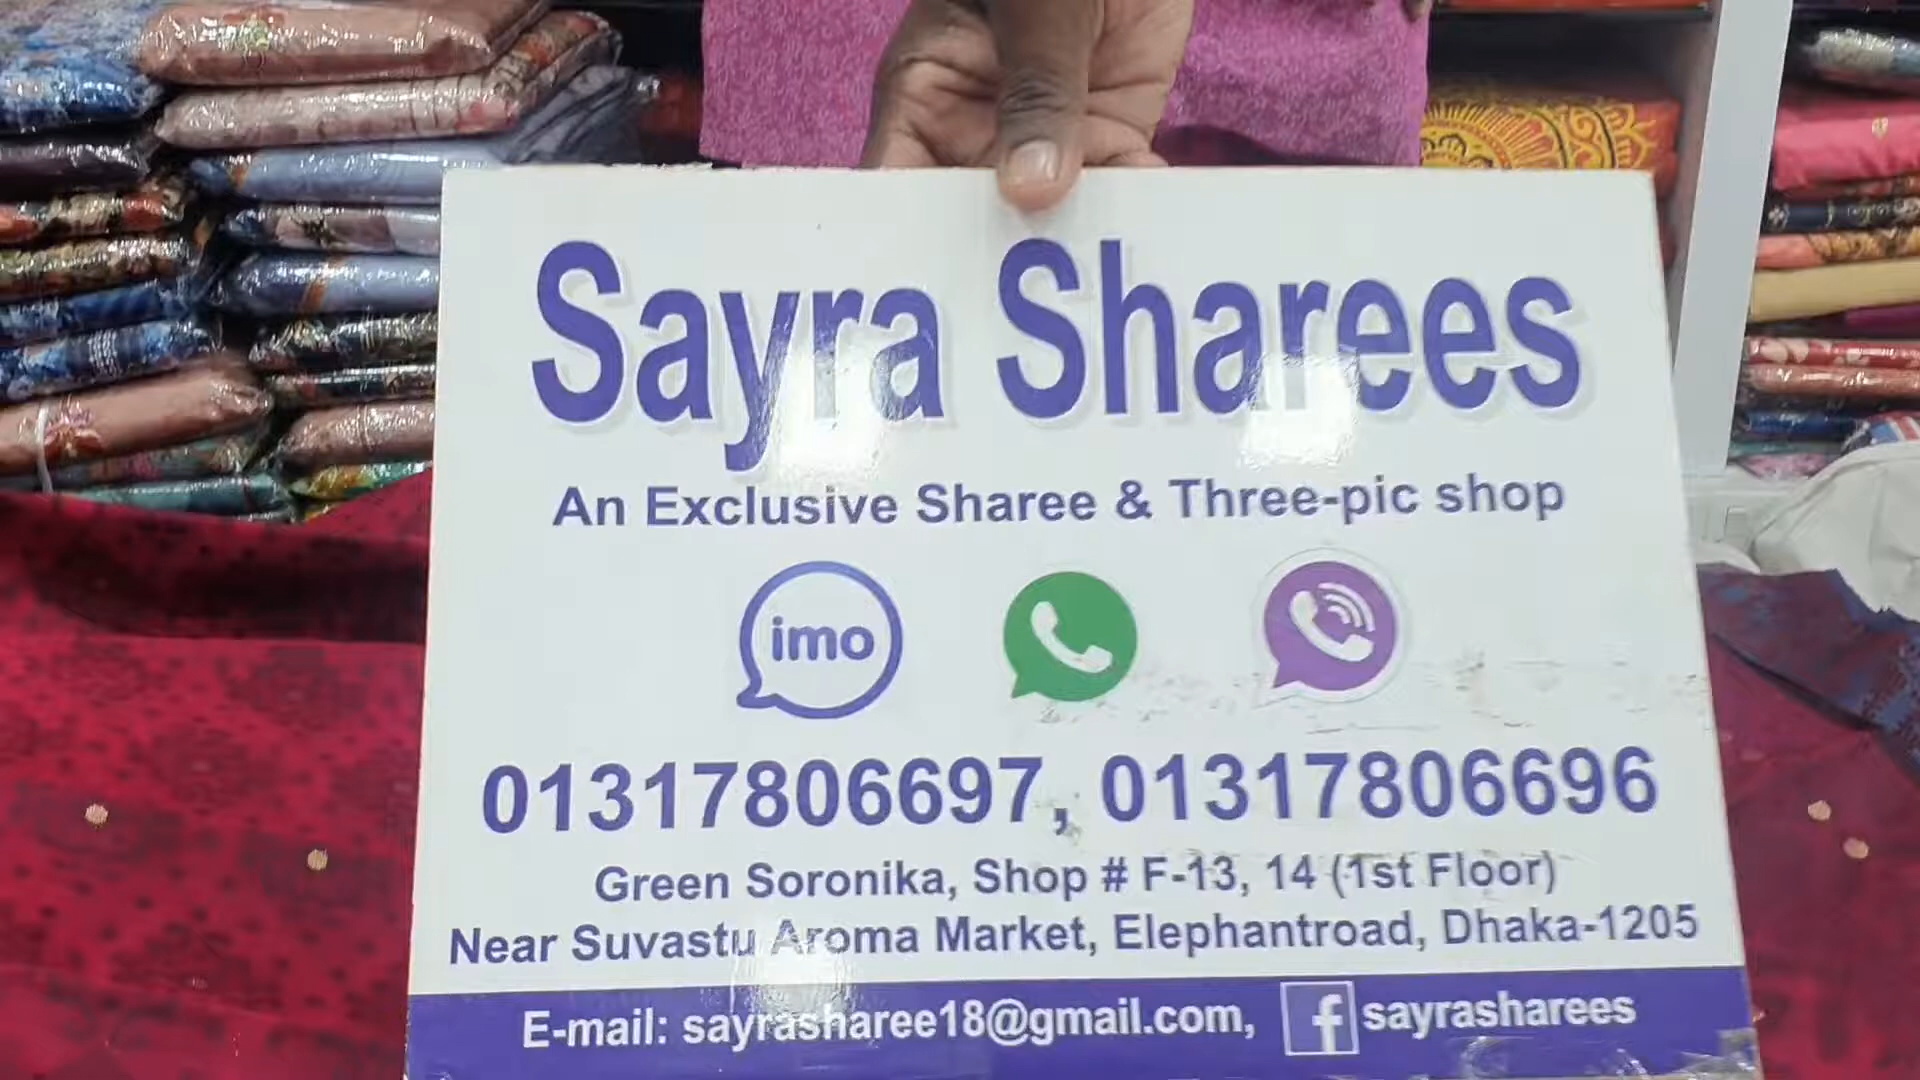 Sayra Sharees
An Exclusive Sharee & Three-pic shop
imo
01317806697, 01317806696
Green Soronika, Shop # F-13, 14 (1st Floor)
Near Suvastu Aroma Market, Elephantroad, Dhaka-1205
E-mail: sayrasharee18@gmail.com, f sayrasharees